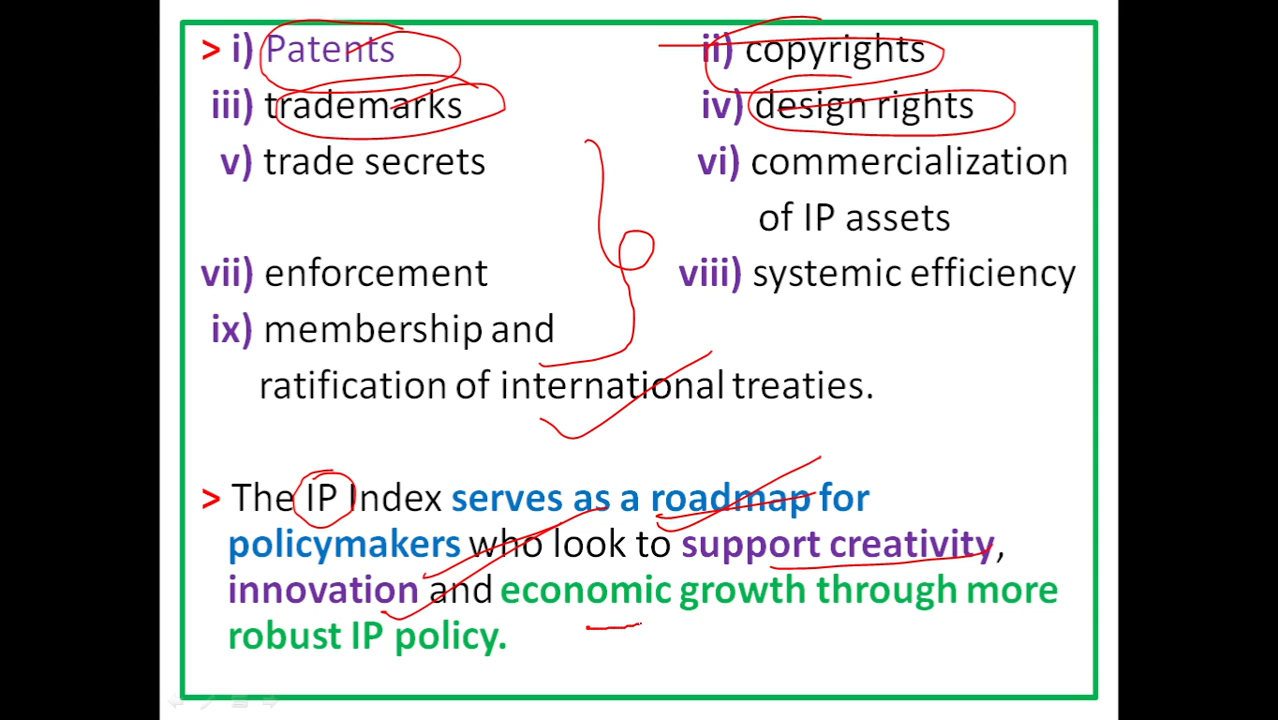 > i) Patents ii) copyrights
iii) trademarks iv) design rights
v) trade secrets vi) commercialization
of IP assets
vii) enforcement viii) systemic efficiency
ix) membership and
ratification of international treaties.
> The IP Index serves as a roadmap for
policymakers who look to support creativity,
innovation and economic growth through more
robust IP policy.